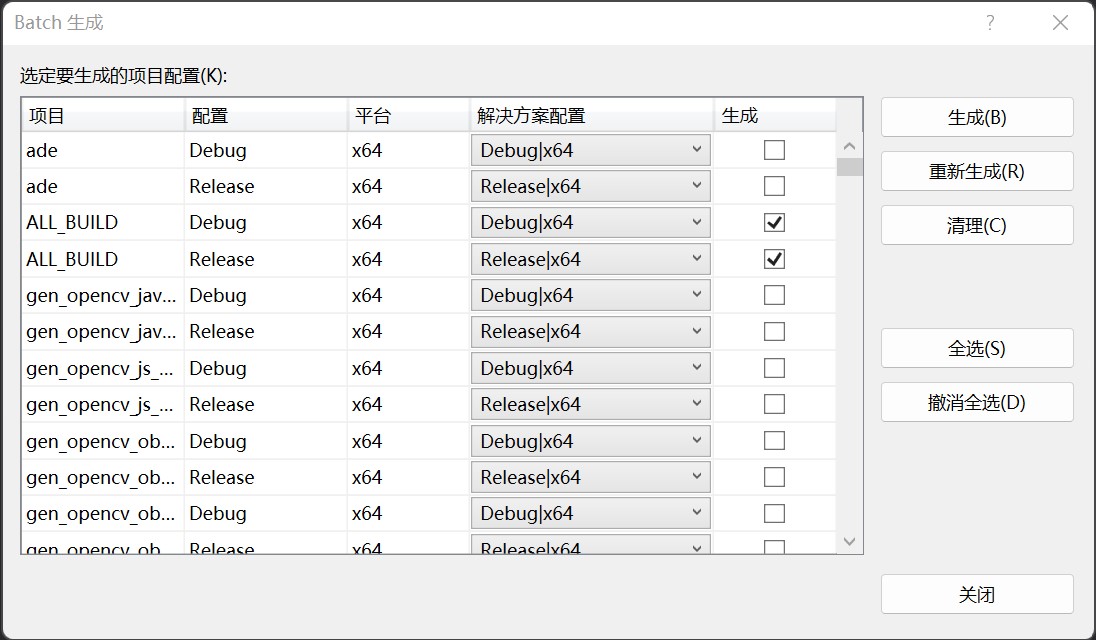 Batch 生成
选定要生成的项目配置(K):
项目 配置 平台 解决方案配置 生成
ade Debug x64 Debug|x64
ade Release x64 Release|x64
ALL_BUILD Debug x64 Debug|x64
ALL_BUILD Release x64 Release|x64
gen_opencv_jav... Debug x64 Debug|x64
gen_opencv_jav... Release x64 Release|x64
gen_opencv_js_... Debug x64 Debug|x64
gen_opencv_js_... Release x64 Release|x64
gen_opencv_ob... Debug x64 Debug|x64
gen_opencv_ob... Release x64 Release|x64
gen_opencv_ob... Debug x64 Debug|x64
gen_opencv_ob Release x64 Release|x64
生成(B)
重新生成(R)
清理(C)
全选(S)
撤消全选(D)
关闭